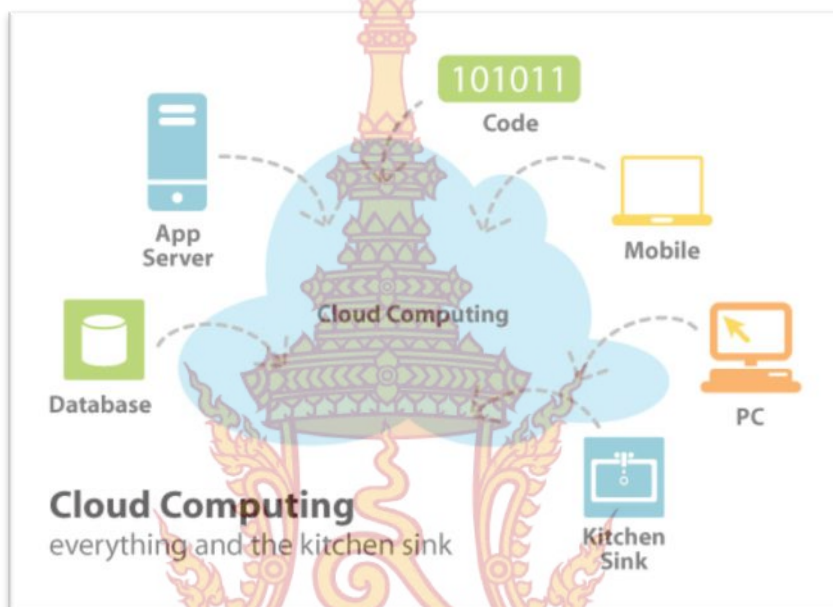 101011
Code
App
Server
Mobile
Cloud Computing
Database
PC
Cloud Computing
everything and the kitchen sink
Kitchen
Sink